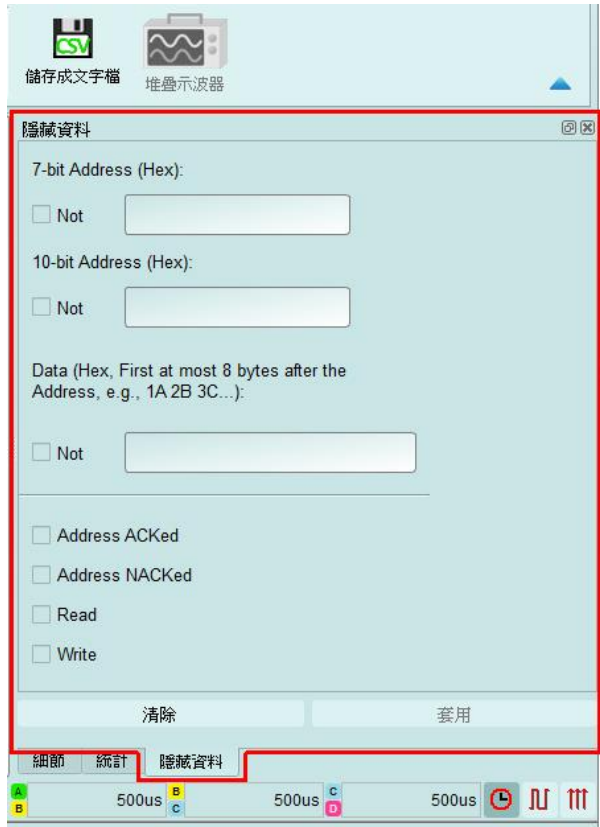 CSV
儲存成文字檔
堆疊示波器
隱藏資料
7-bit Address (Hex):
Not
10-bit Address (Hex):
Not
Data (Hex, First at most 8 bytes after the
Address, e.g., 1A 2B 3C...):
Not
Address ACKed
Address NACKed
Read
Write
清除 套用
細節 統計 隱藏資料
A B 500us B C 500us C D 500us